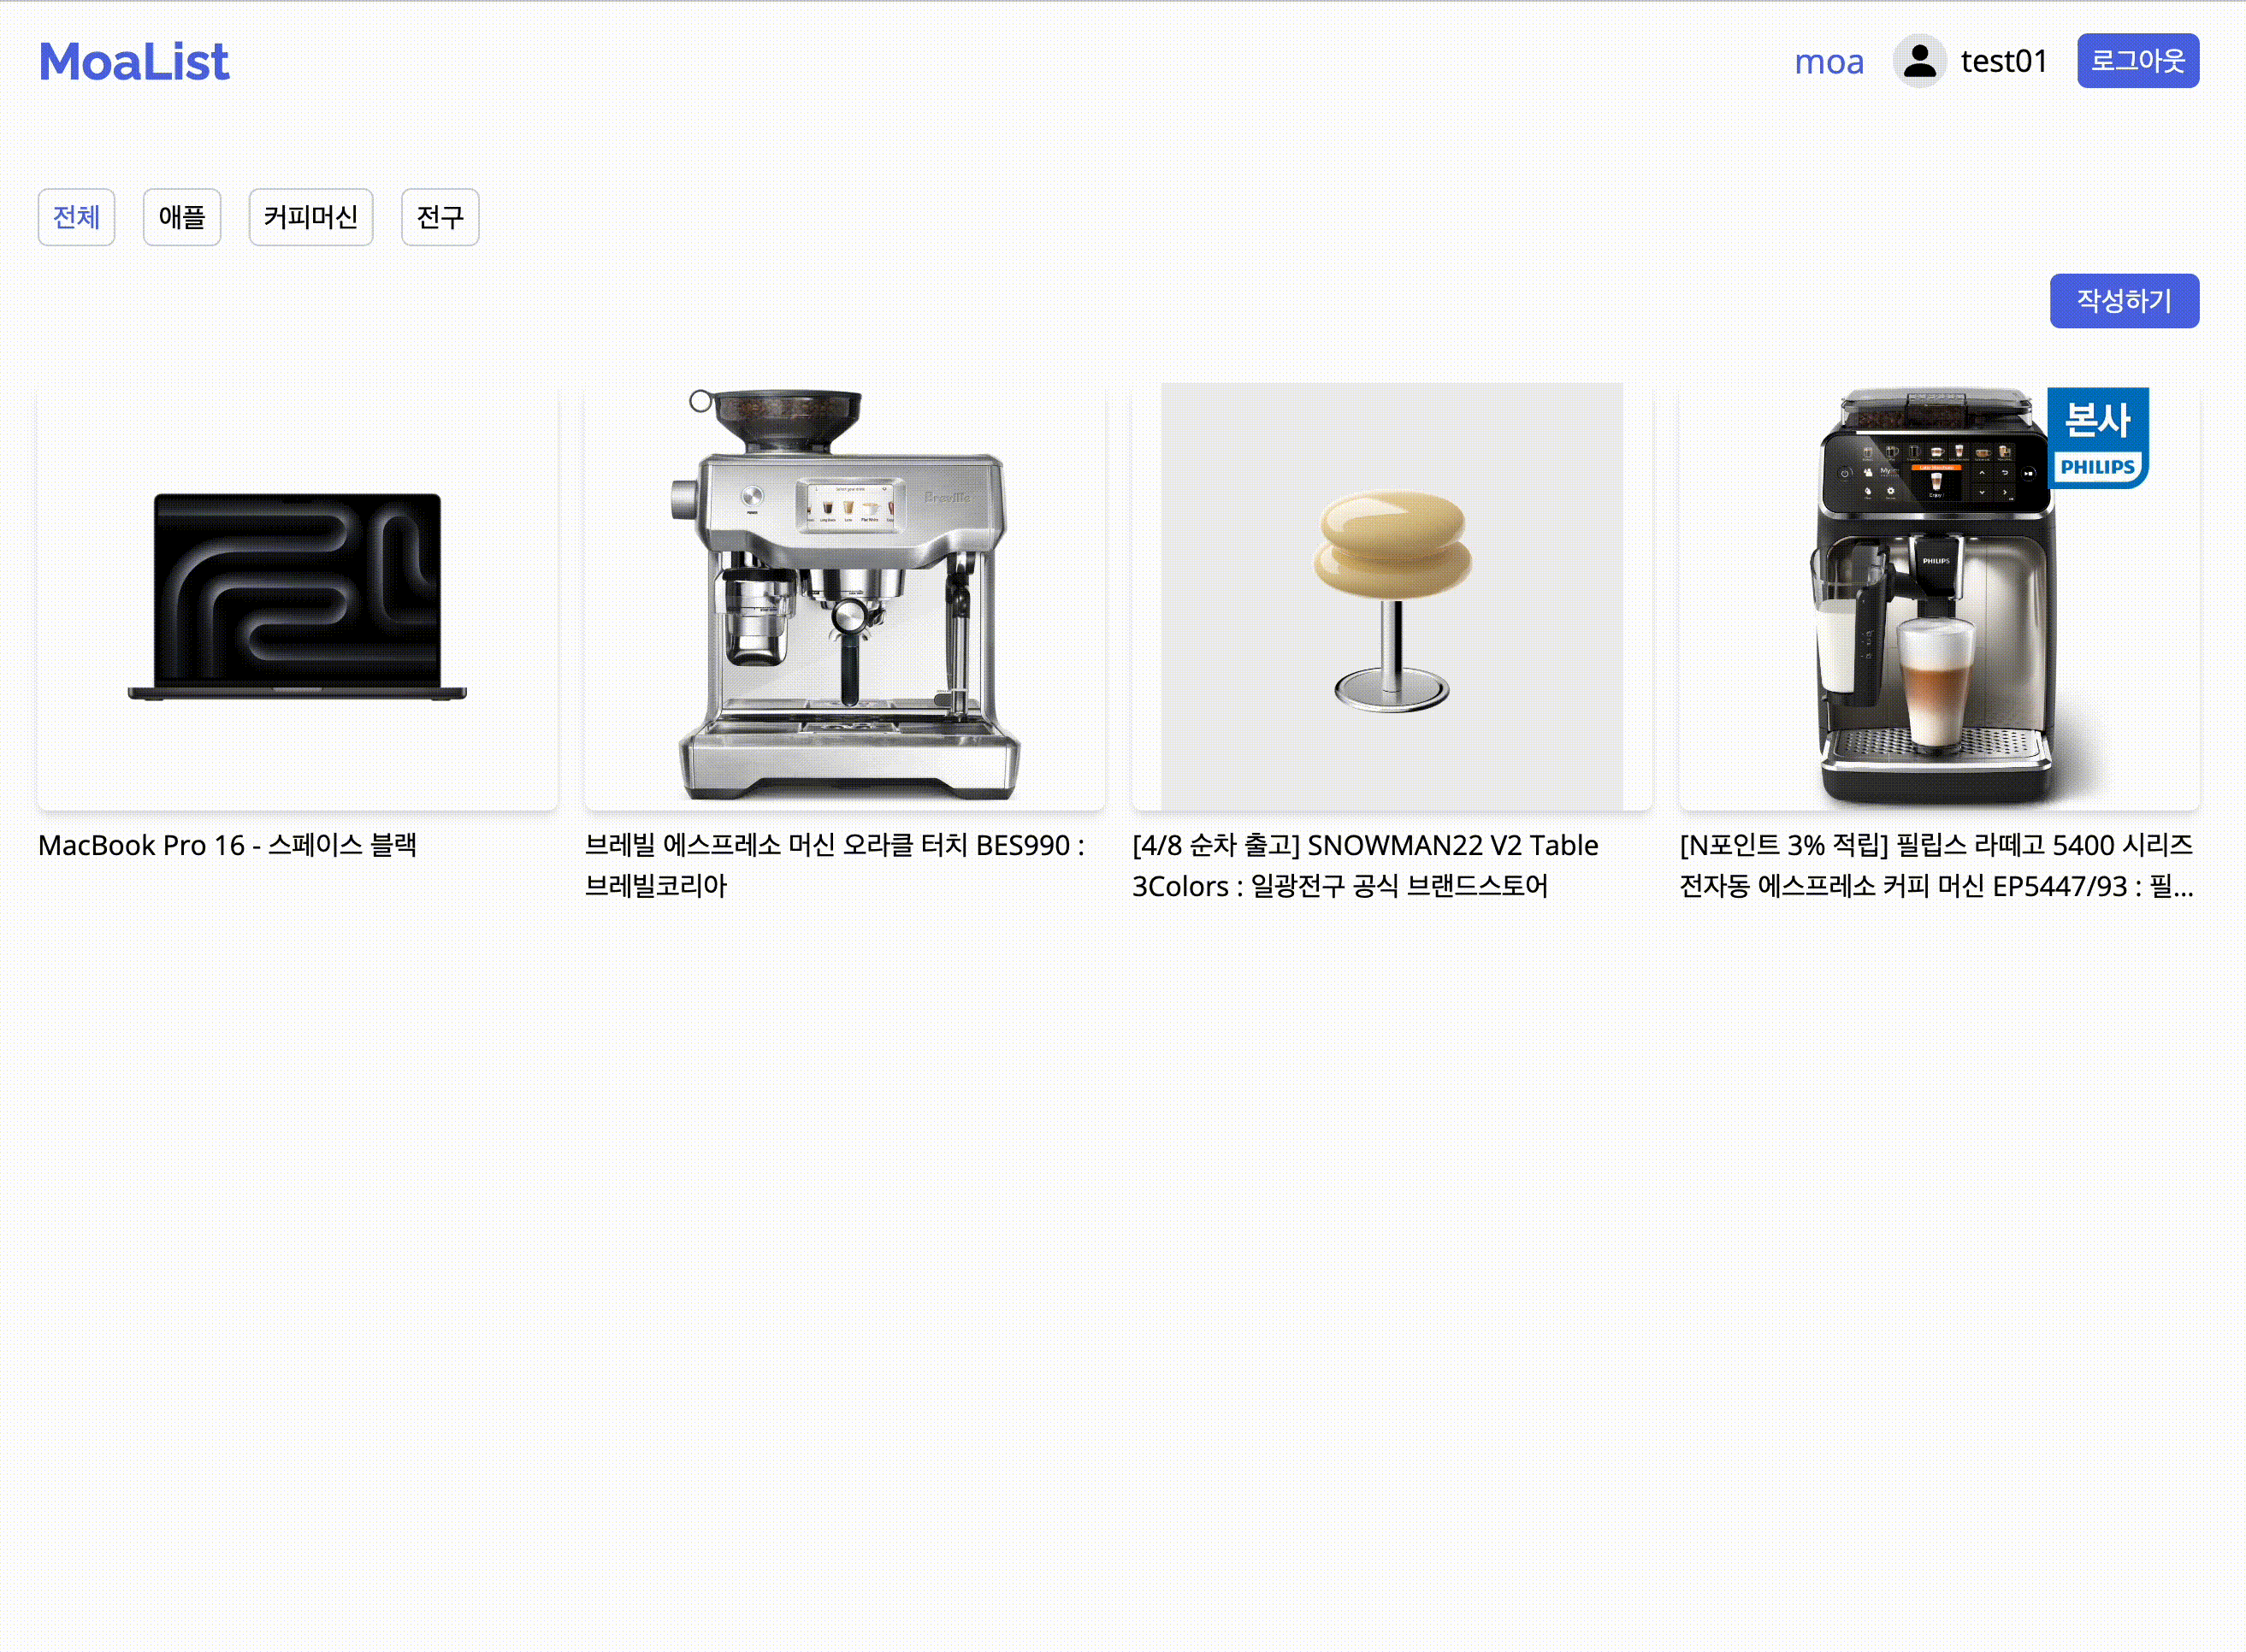 MoaList
moa
test01
로그아웃
전체
애플
커피머신
전구
작성하기
Breville
본사
PHILIPS
PHILIPS
MacBook Pro 16 - 스페이스 블랙
브레빌 에스프레소 머신 오라클 터치 BES990 :
브레빌코리아
[4/8 순차 출고] SNOWMAN22 V2 Table
3Colors : 일광전구 공식 브랜드스토어
[N포인트 3% 적립] 필립스 라떼고 5400 시리즈
전자동 에스프레소 커피 머신 EP5447/93 : 필...